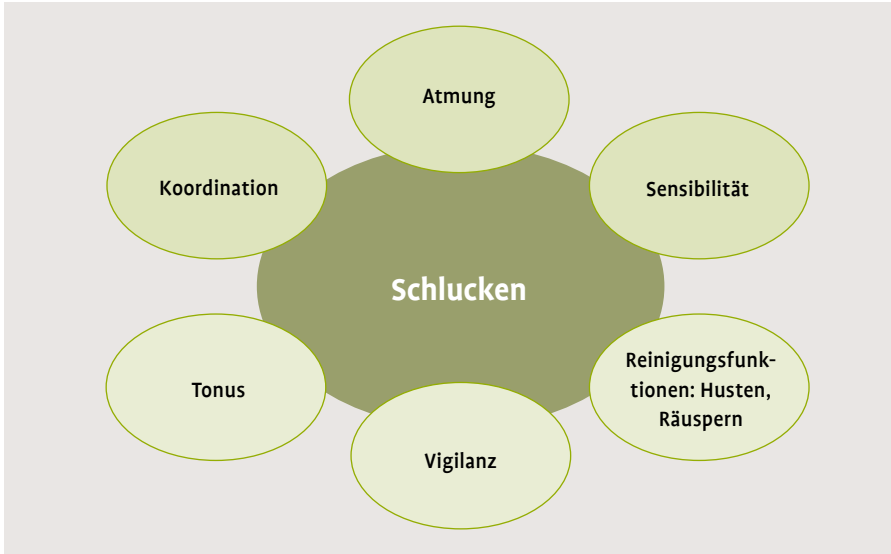 Atmung
Koordination
Sensibilität
Schlucken
Reinigungsfunk-
tionen: Husten,
Räuspern
Tonus
Vigilanz